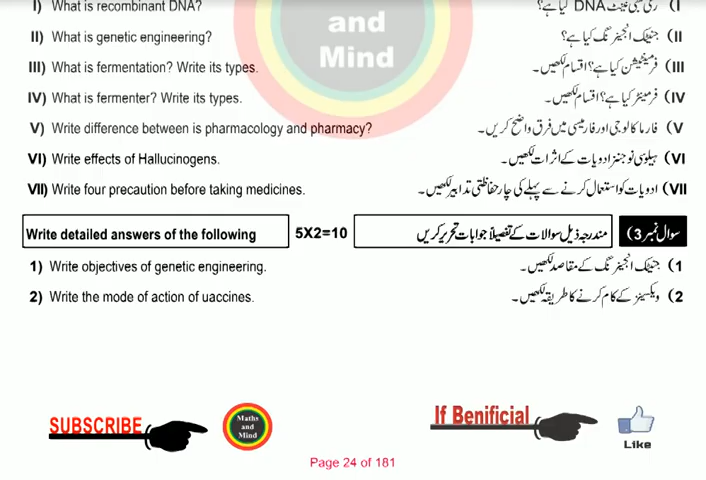 I) What is recombinant DNA? ری کمبی نینٹ DNA کیا ہے؟ (I
and
II) What is genetic engineering? جنیٹک انجینرنگ کیا ہے؟ (II
Mind
III) What is fermentation? Write its types. فرمینٹیشن کیا ہے؟ اقسام لکھیں۔ (III
IV) What is fermenter? Write its types. فرمینٹر کیا ہے؟ اقسام لکھیں۔ (IV
V) Write difference between is pharmacology and pharmacy? فارماکالوجی اور فارمیسی میں فرق واضح کریں۔ (V
VI) Write effects of Hallucinogens. ہیلوسی نوجنز ادویات کے اثرات لکھیں۔ (VI
VII) Write four precaution before taking medicines. ادویات کو استعمال کرنے سے پہلے کی چار حفاظتی تدابیر لکھیں۔ (VII
Write detailed answers of the following 5X2=10 مندرجہ ذیل سوالات کے تفصیلاً جوابات تحریر کریں سوال نمبر 3)
1) Write objectives of genetic engineering. جنیٹک انجینرنگ کے مقاصد لکھیں۔ (1
2) Write the mode of action of uaccines. ویکسینز کے کام کرنے کا طریقہ لکھیں۔ (2
SUBSCRIBE
Maths
and
Mind
If Benificial
Like
Page 24 of 181